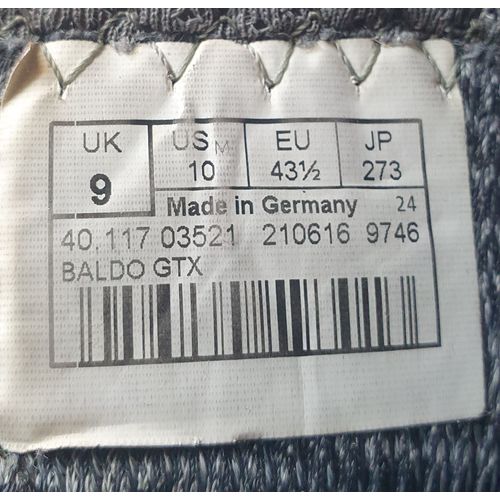 UK US M EU JP
9 10 43½ 273
Made in Germany 24
40.117 03521 210616 9746
BALDO GTX